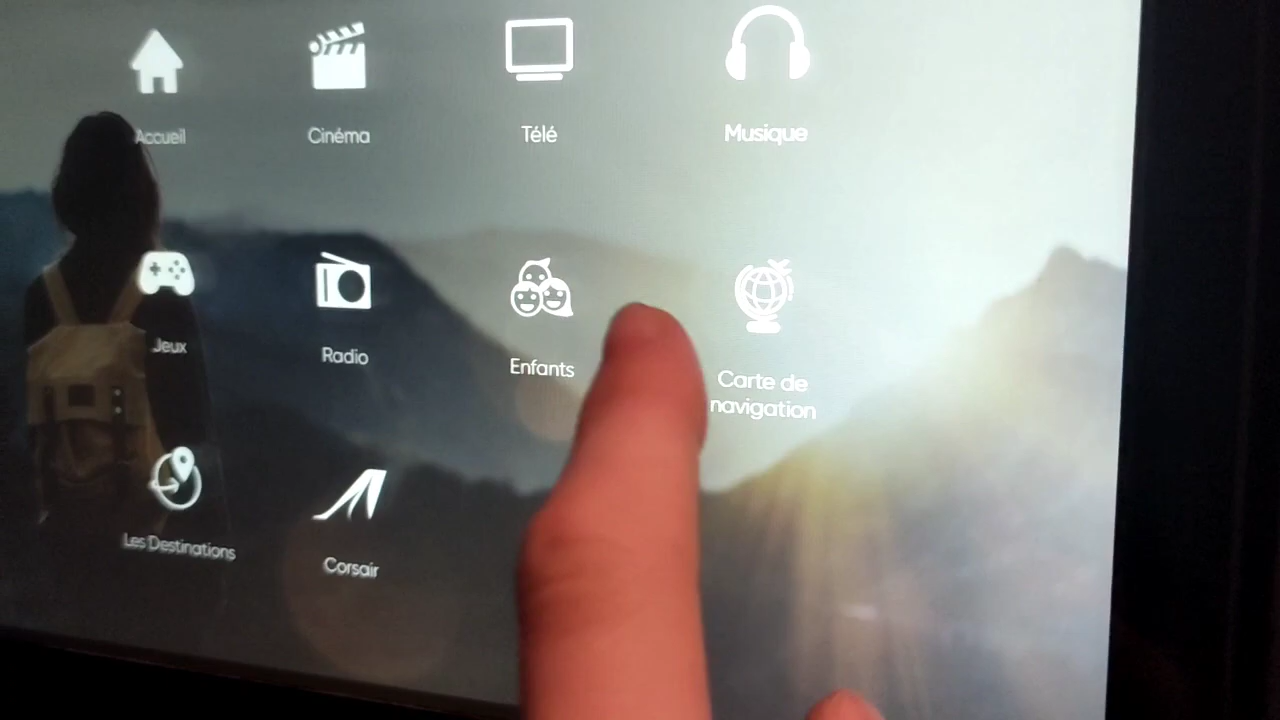 Accueil
Cinéma
Télé
Musique
Jeux
Radio
Enfants
Carte de
navigation
Les Destinations
Corsair